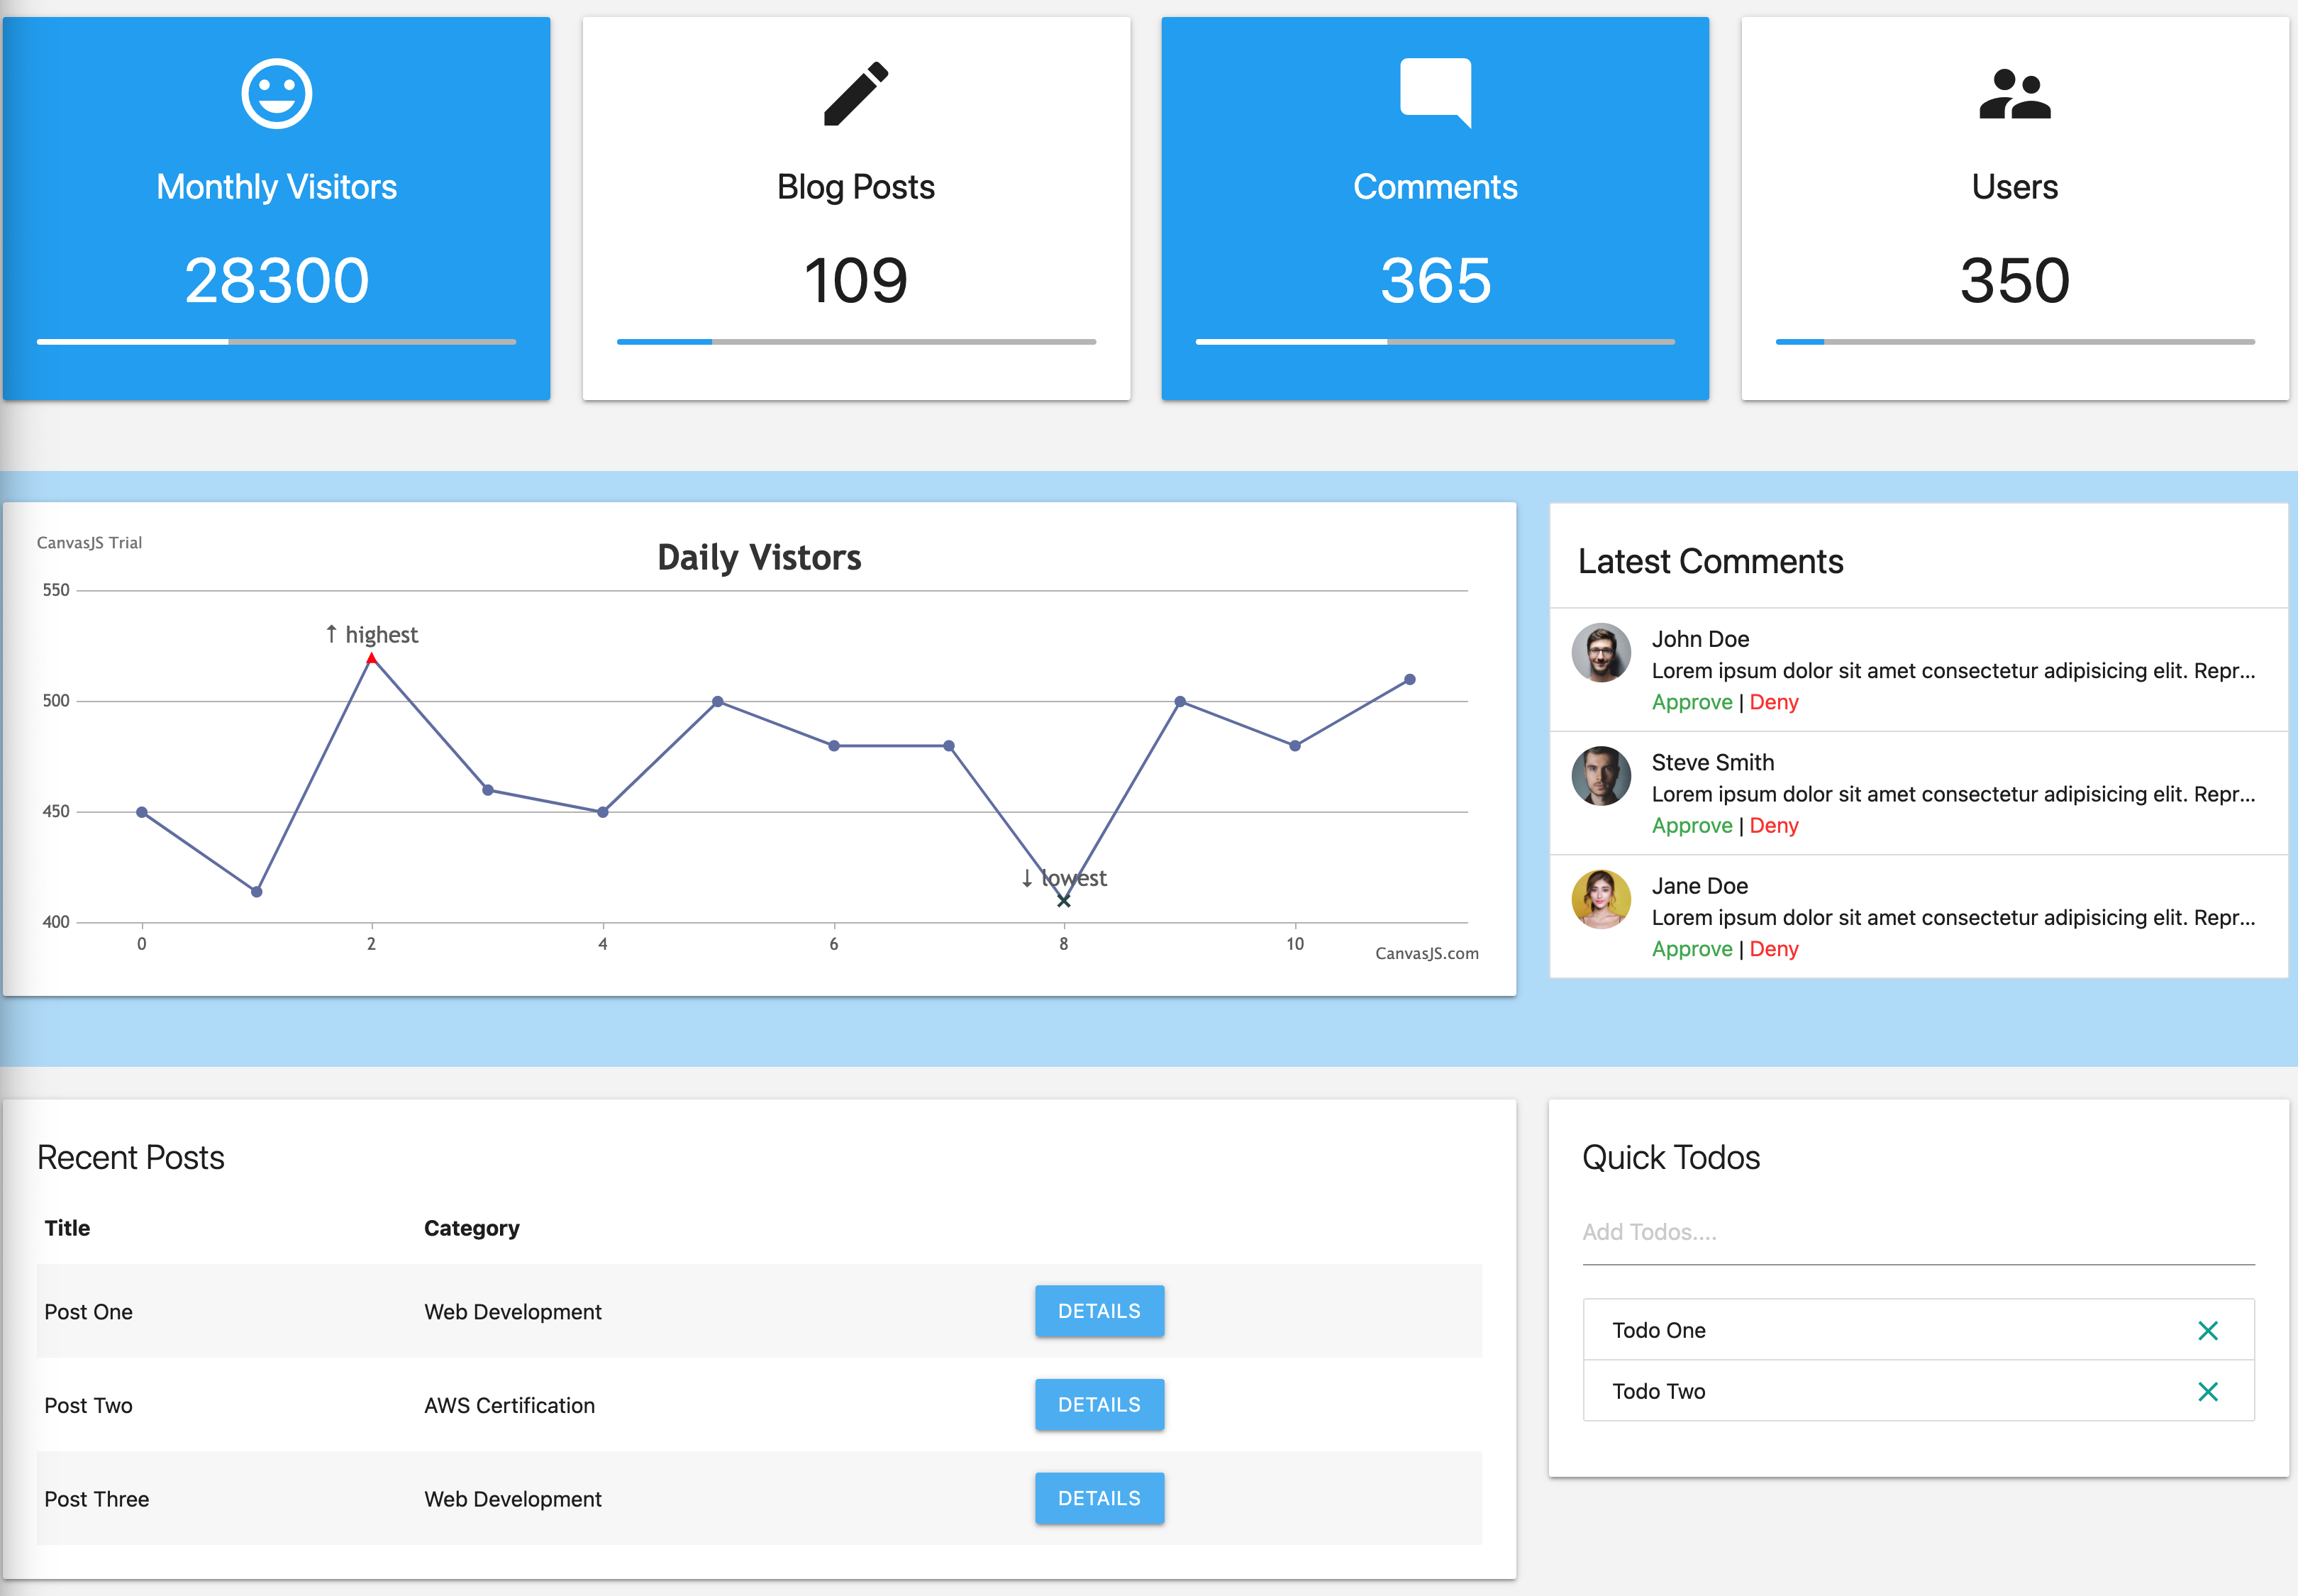 Monthly Visitors
28300
Blog Posts
109
Comments
365
Users
350
CanvasJS Trial
Daily Vistors
550
500
450
400
↑ highest
↓ lowest
0 2 4 6 8 10
CanvasJS.com
Latest Comments
John Doe
Lorem ipsum dolor sit amet consectetur adipisicing elit. Repr...
Approve | Deny
Steve Smith
Lorem ipsum dolor sit amet consectetur adipisicing elit. Repr...
Approve | Deny
Jane Doe
Lorem ipsum dolor sit amet consectetur adipisicing elit. Repr...
Approve | Deny
Recent Posts
Title Category
Post One Web Development DETAILS
Post Two AWS Certification DETAILS
Post Three Web Development DETAILS
Quick Todos
Add Todos....
Todo One
Todo Two